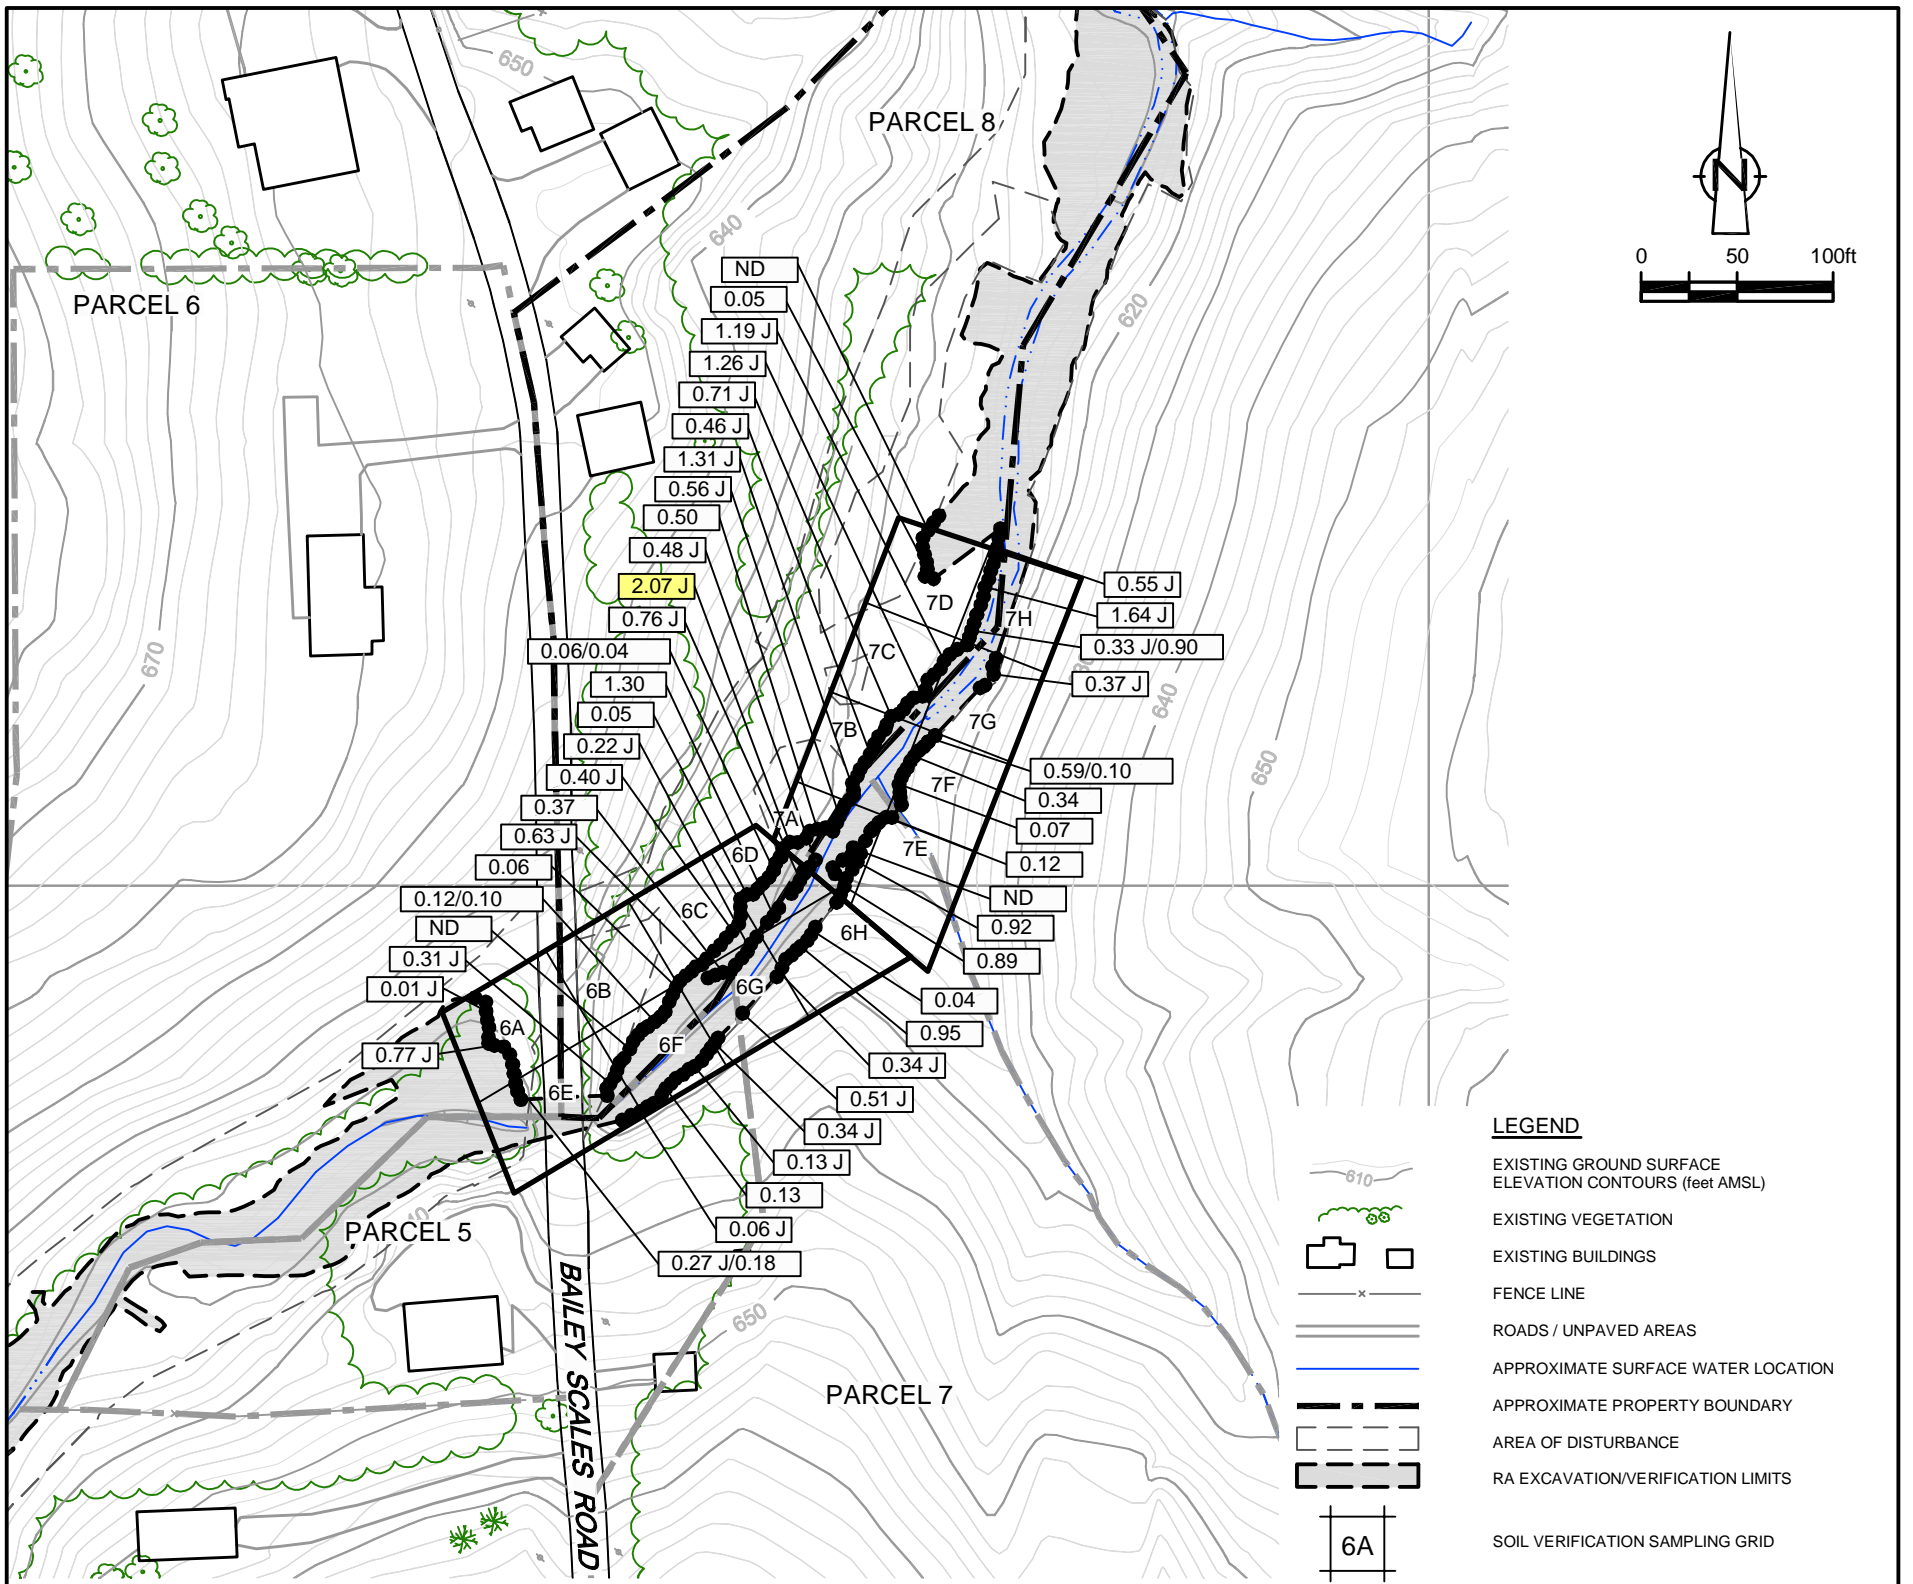 650
PARCEL 8
PARCEL 6
640
620
N
0 50 100ft
ND
0.05
1.19 J
1.26 J
0.71 J
0.46 J
1.31 J
0.56 J
0.50
0.48 J
2.07 J
0.76 J
0.06/0.04
1.30
0.05
0.22 J
0.40 J
0.37
0.63 J
0.06
0.12/0.10
ND
0.31 J
0.01 J
0.77 J
670
7D
7H
7C
7B
7G
7F
7A
7E
6D
6C
6H
6B
6G
6A
6F
6E
0.55 J
1.64 J
0.33 J/0.90
0.37 J
640
650
0.59/0.10
0.34
0.07
0.12
ND
0.92
0.89
0.04
0.95
0.34 J
0.51 J
0.34 J
0.13 J
0.13
0.06 J
0.27 J/0.18
PARCEL 5
650
BAILEY SCALES ROAD
PARCEL 7
LEGEND
610
EXISTING GROUND SURFACE
ELEVATION CONTOURS (feet AMSL)
EXISTING VEGETATION
EXISTING BUILDINGS
FENCE LINE
ROADS / UNPAVED AREAS
APPROXIMATE SURFACE WATER LOCATION
APPROXIMATE PROPERTY BOUNDARY
AREA OF DISTURBANCE
RA EXCAVATION/VERIFICATION LIMITS
6A
SOIL VERIFICATION SAMPLING GRID